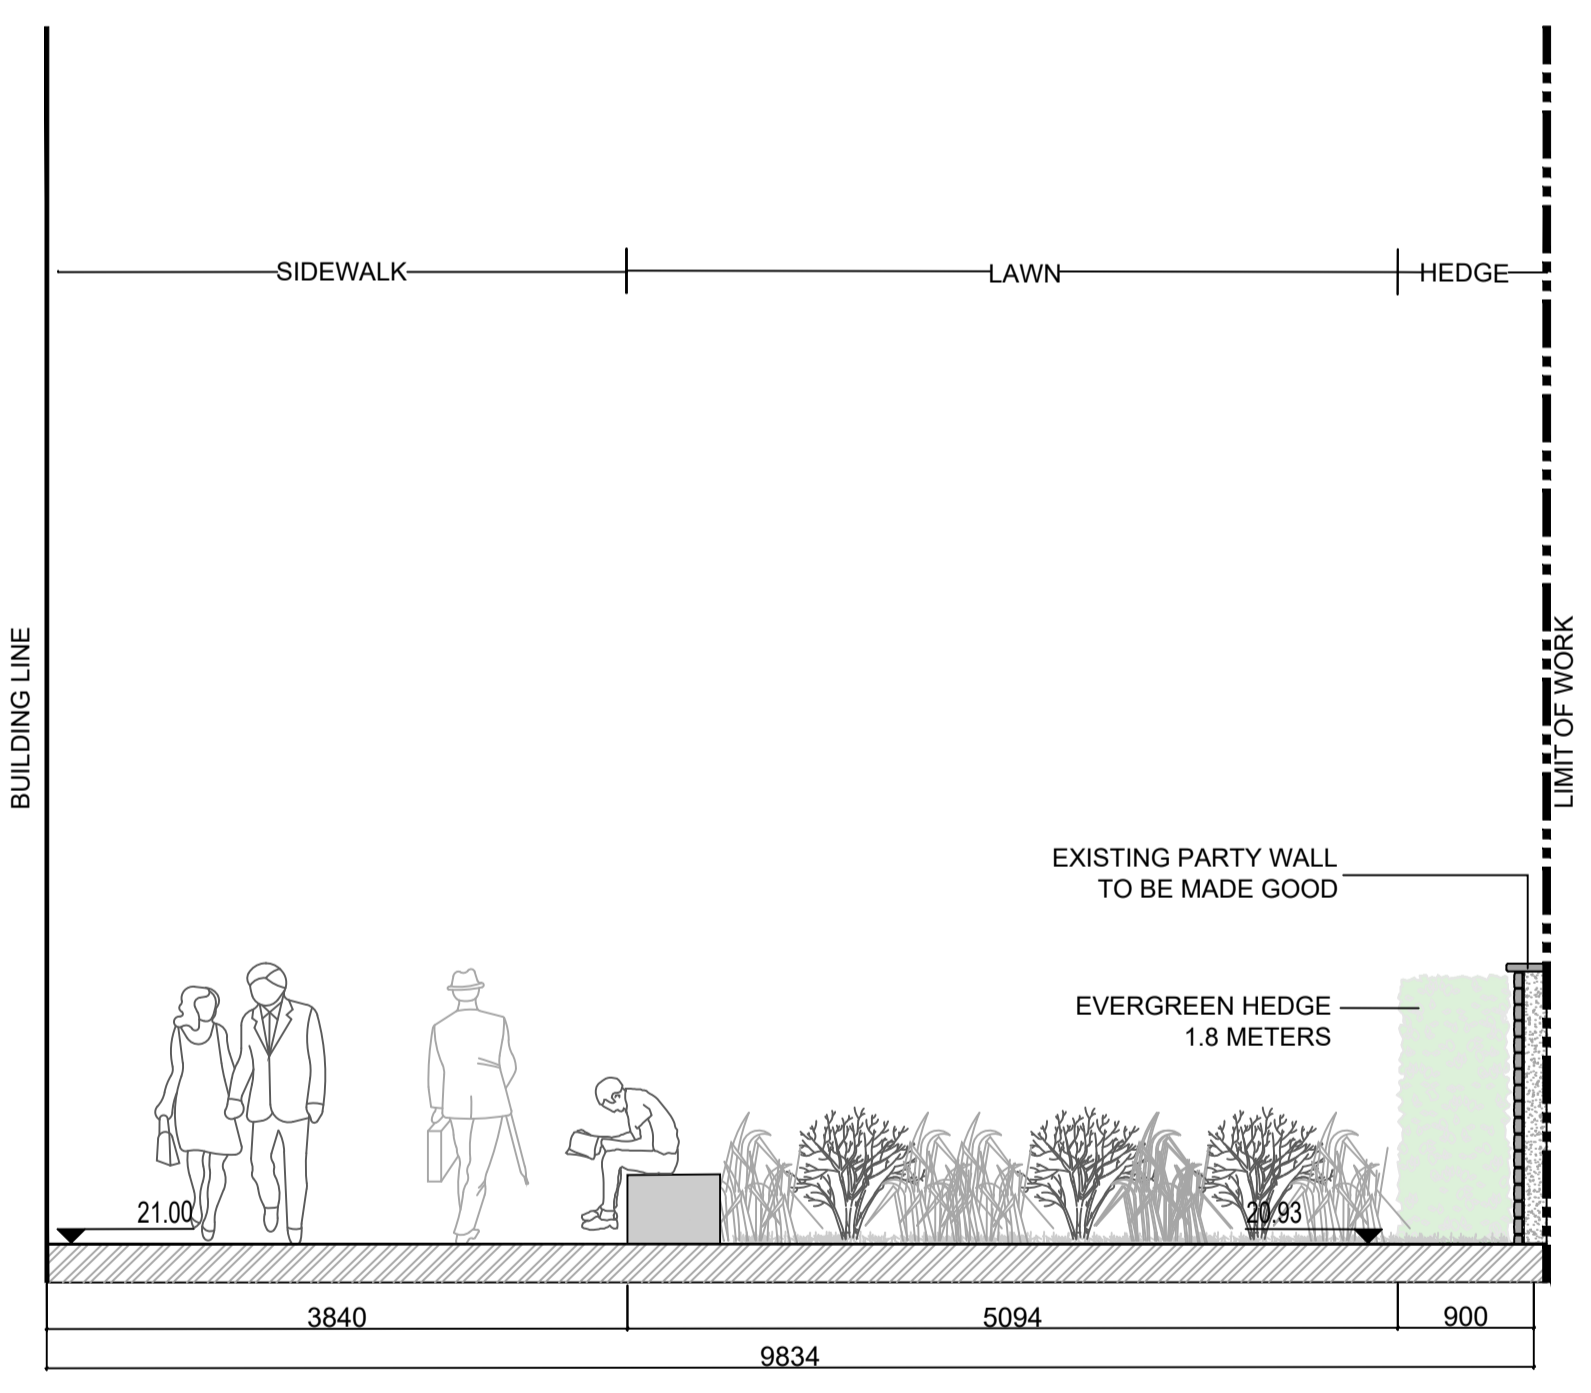 SIDEWALK
LAWN
HEDGE
BUILDING LINE
LIMIT OF WORK
EXISTING PARTY WALL
TO BE MADE GOOD
EVERGREEN HEDGE
1.8 METERS
21.00
20.93
3840
5094
900
9834